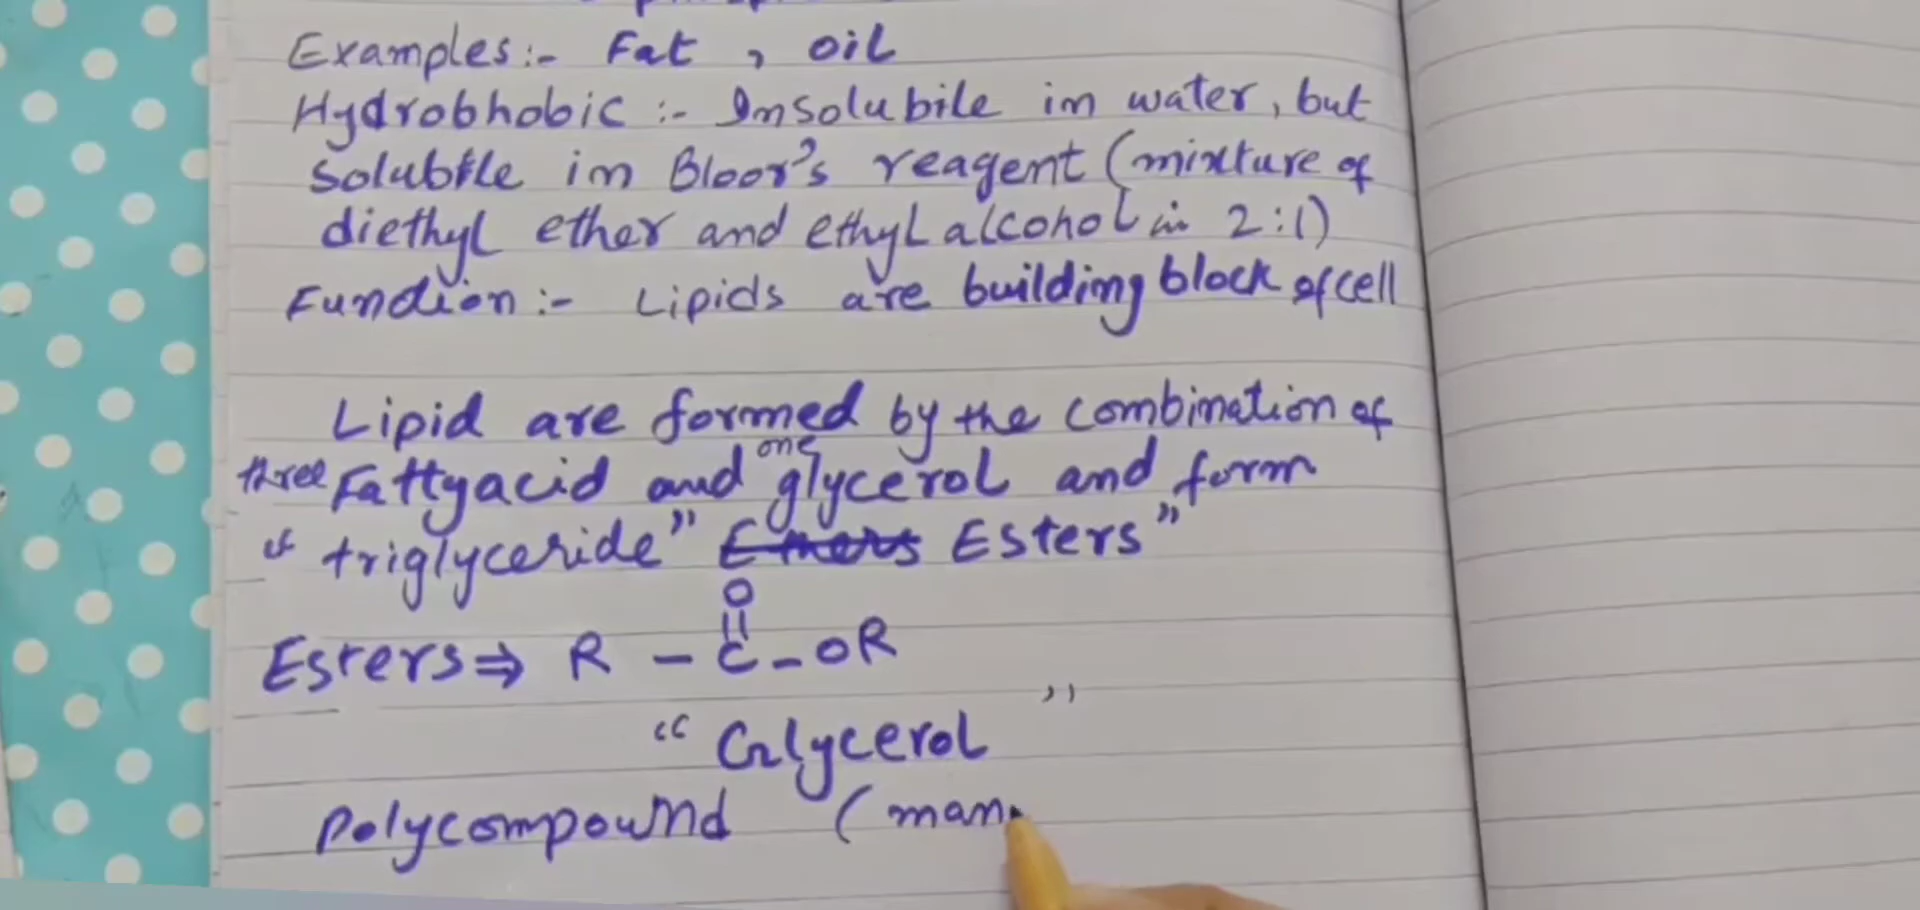 Examples:- Fat , oil
Hydrobhobic :- Insolubile in water, but
solubile in Bloor's reagent (mixture of
diethyl ether and ethyl alcohol in 2:1)
Function:- Lipids are building block of cell
Lipid are formed by the combination of
three Fattyacid and one glycerol and form
" triglyceride" Esters"
O
Esters ⇒ R - C - OR
" Glycerol "
polycompound ( man